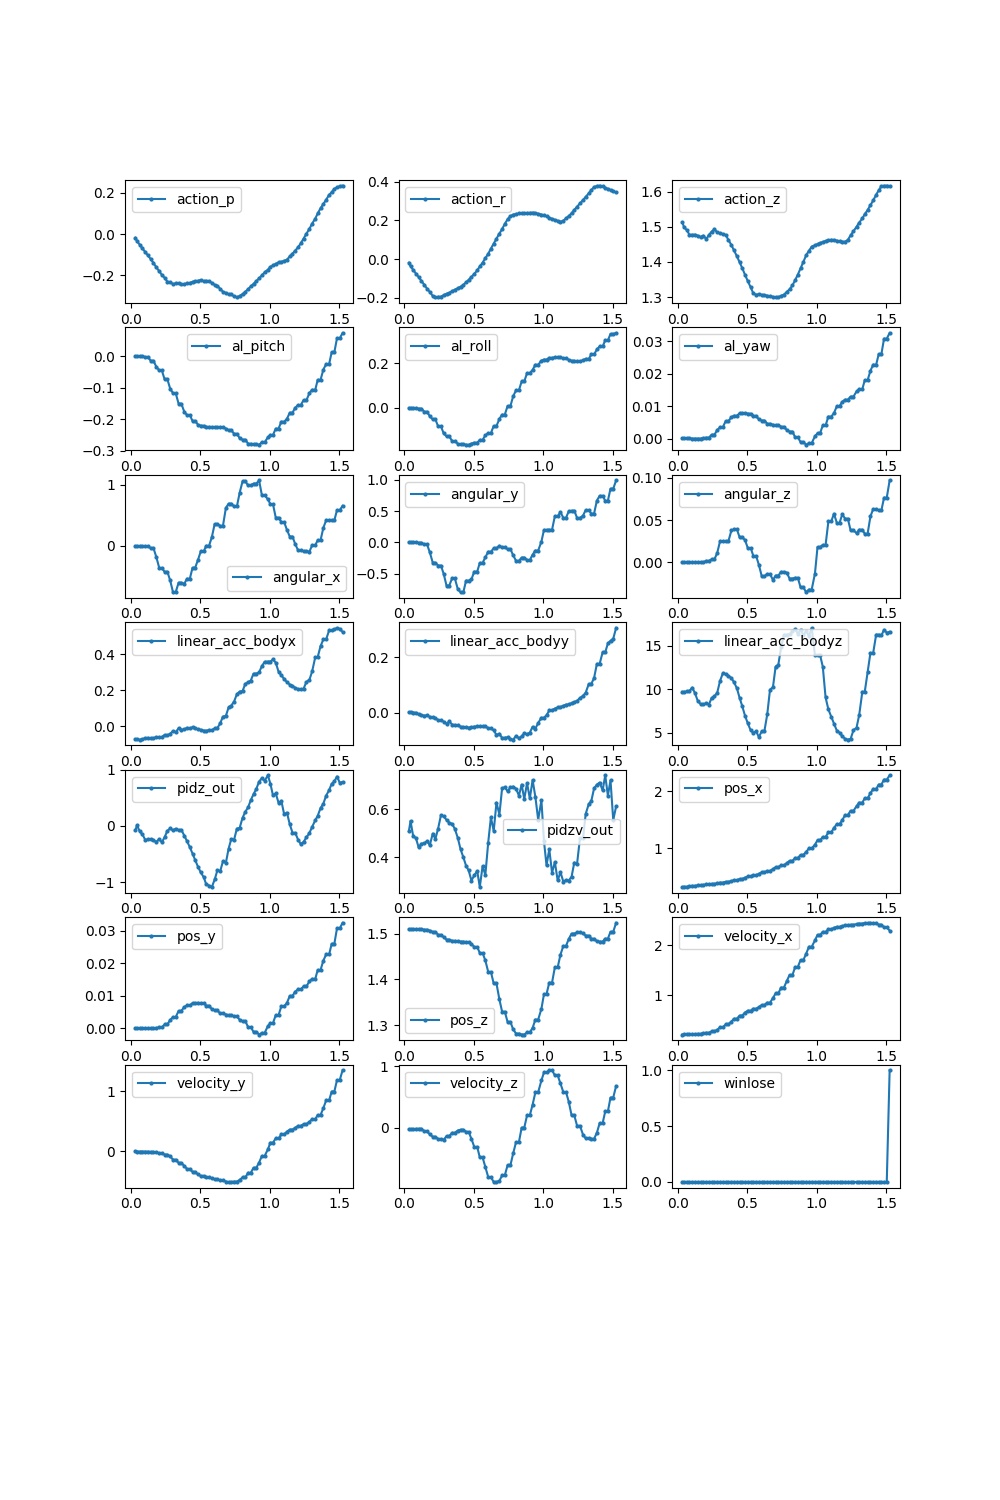 action_p
0.2
0.0
−0.2
0.0 0.5 1.0 1.5
action_r
0.4
0.2
0.0
−0.2
0.0 0.5 1.0 1.5
action_z
1.6
1.5
1.4
1.3
0.0 0.5 1.0 1.5
al_pitch
0.0
−0.1
−0.2
−0.3
0.0 0.5 1.0 1.5
al_roll
0.2
0.0
0.0 0.5 1.0 1.5
al_yaw
0.03
0.02
0.01
0.00
0.0 0.5 1.0 1.5
angular_x
1
0
0.0 0.5 1.0 1.5
angular_y
1.0
0.5
0.0
−0.5
0.0 0.5 1.0 1.5
angular_z
0.10
0.05
0.00
0.0 0.5 1.0 1.5
linear_acc_bodyx
0.4
0.2
0.0
0.0 0.5 1.0 1.5
linear_acc_bodyy
0.2
0.0
0.0 0.5 1.0 1.5
linear_acc_bodyz
15
10
5
0.0 0.5 1.0 1.5
pidz_out
1
0
−1
0.0 0.5 1.0 1.5
pidzv_out
0.6
0.4
0.0 0.5 1.0 1.5
pos_x
2
1
0.0 0.5 1.0 1.5
pos_y
0.03
0.02
0.01
0.00
0.0 0.5 1.0 1.5
pos_z
1.5
1.4
1.3
0.0 0.5 1.0 1.5
velocity_x
2
1
0.0 0.5 1.0 1.5
velocity_y
1
0
0.0 0.5 1.0 1.5
velocity_z
1
0
0.0 0.5 1.0 1.5
winlose
1.0
0.5
0.0
0.0 0.5 1.0 1.5